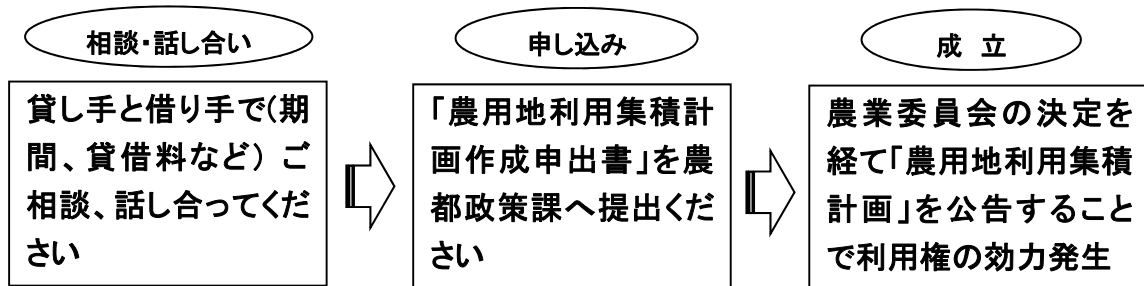 相談・話し合い
貸し手と借り手で(期
間、貸借料など) ご
相談、話し合ってくだ
さい
申し込み
「農用地利用集積計
画作成申出書」を農
都政策課へ提出くだ
さい
成 立
農業委員会の決定を
経て「農用地利用集積
計画」を公告すること
で利用権の効力発生